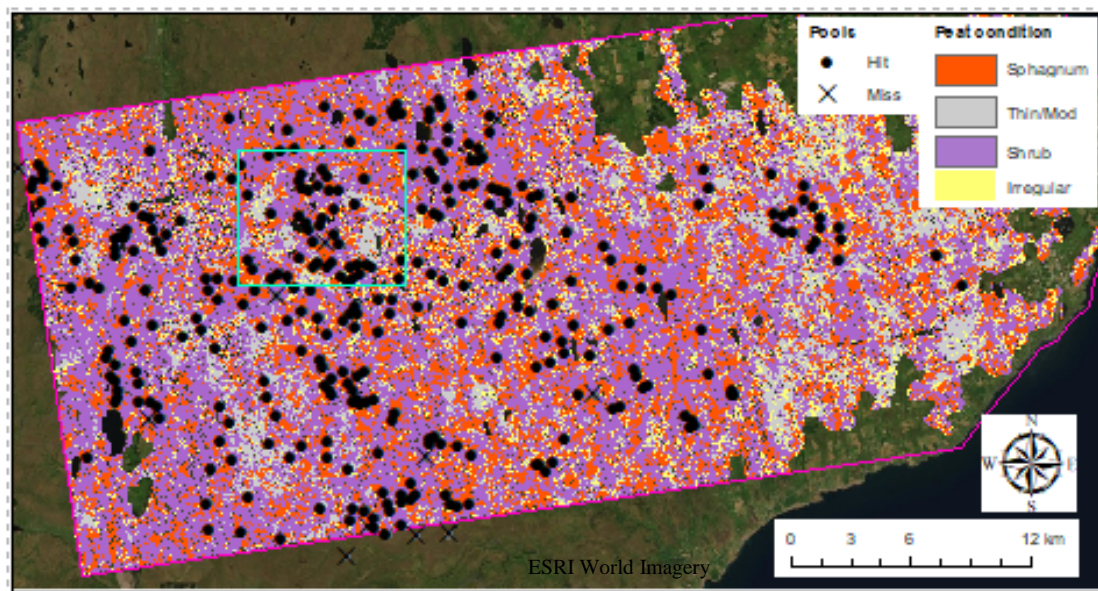 Pools
Hit
Miss
Peat condition
Sphagnum
Thin/Mod
Shrub
Irregular
N
W E
S
0 3 6 12 km
ESRI World Imagery